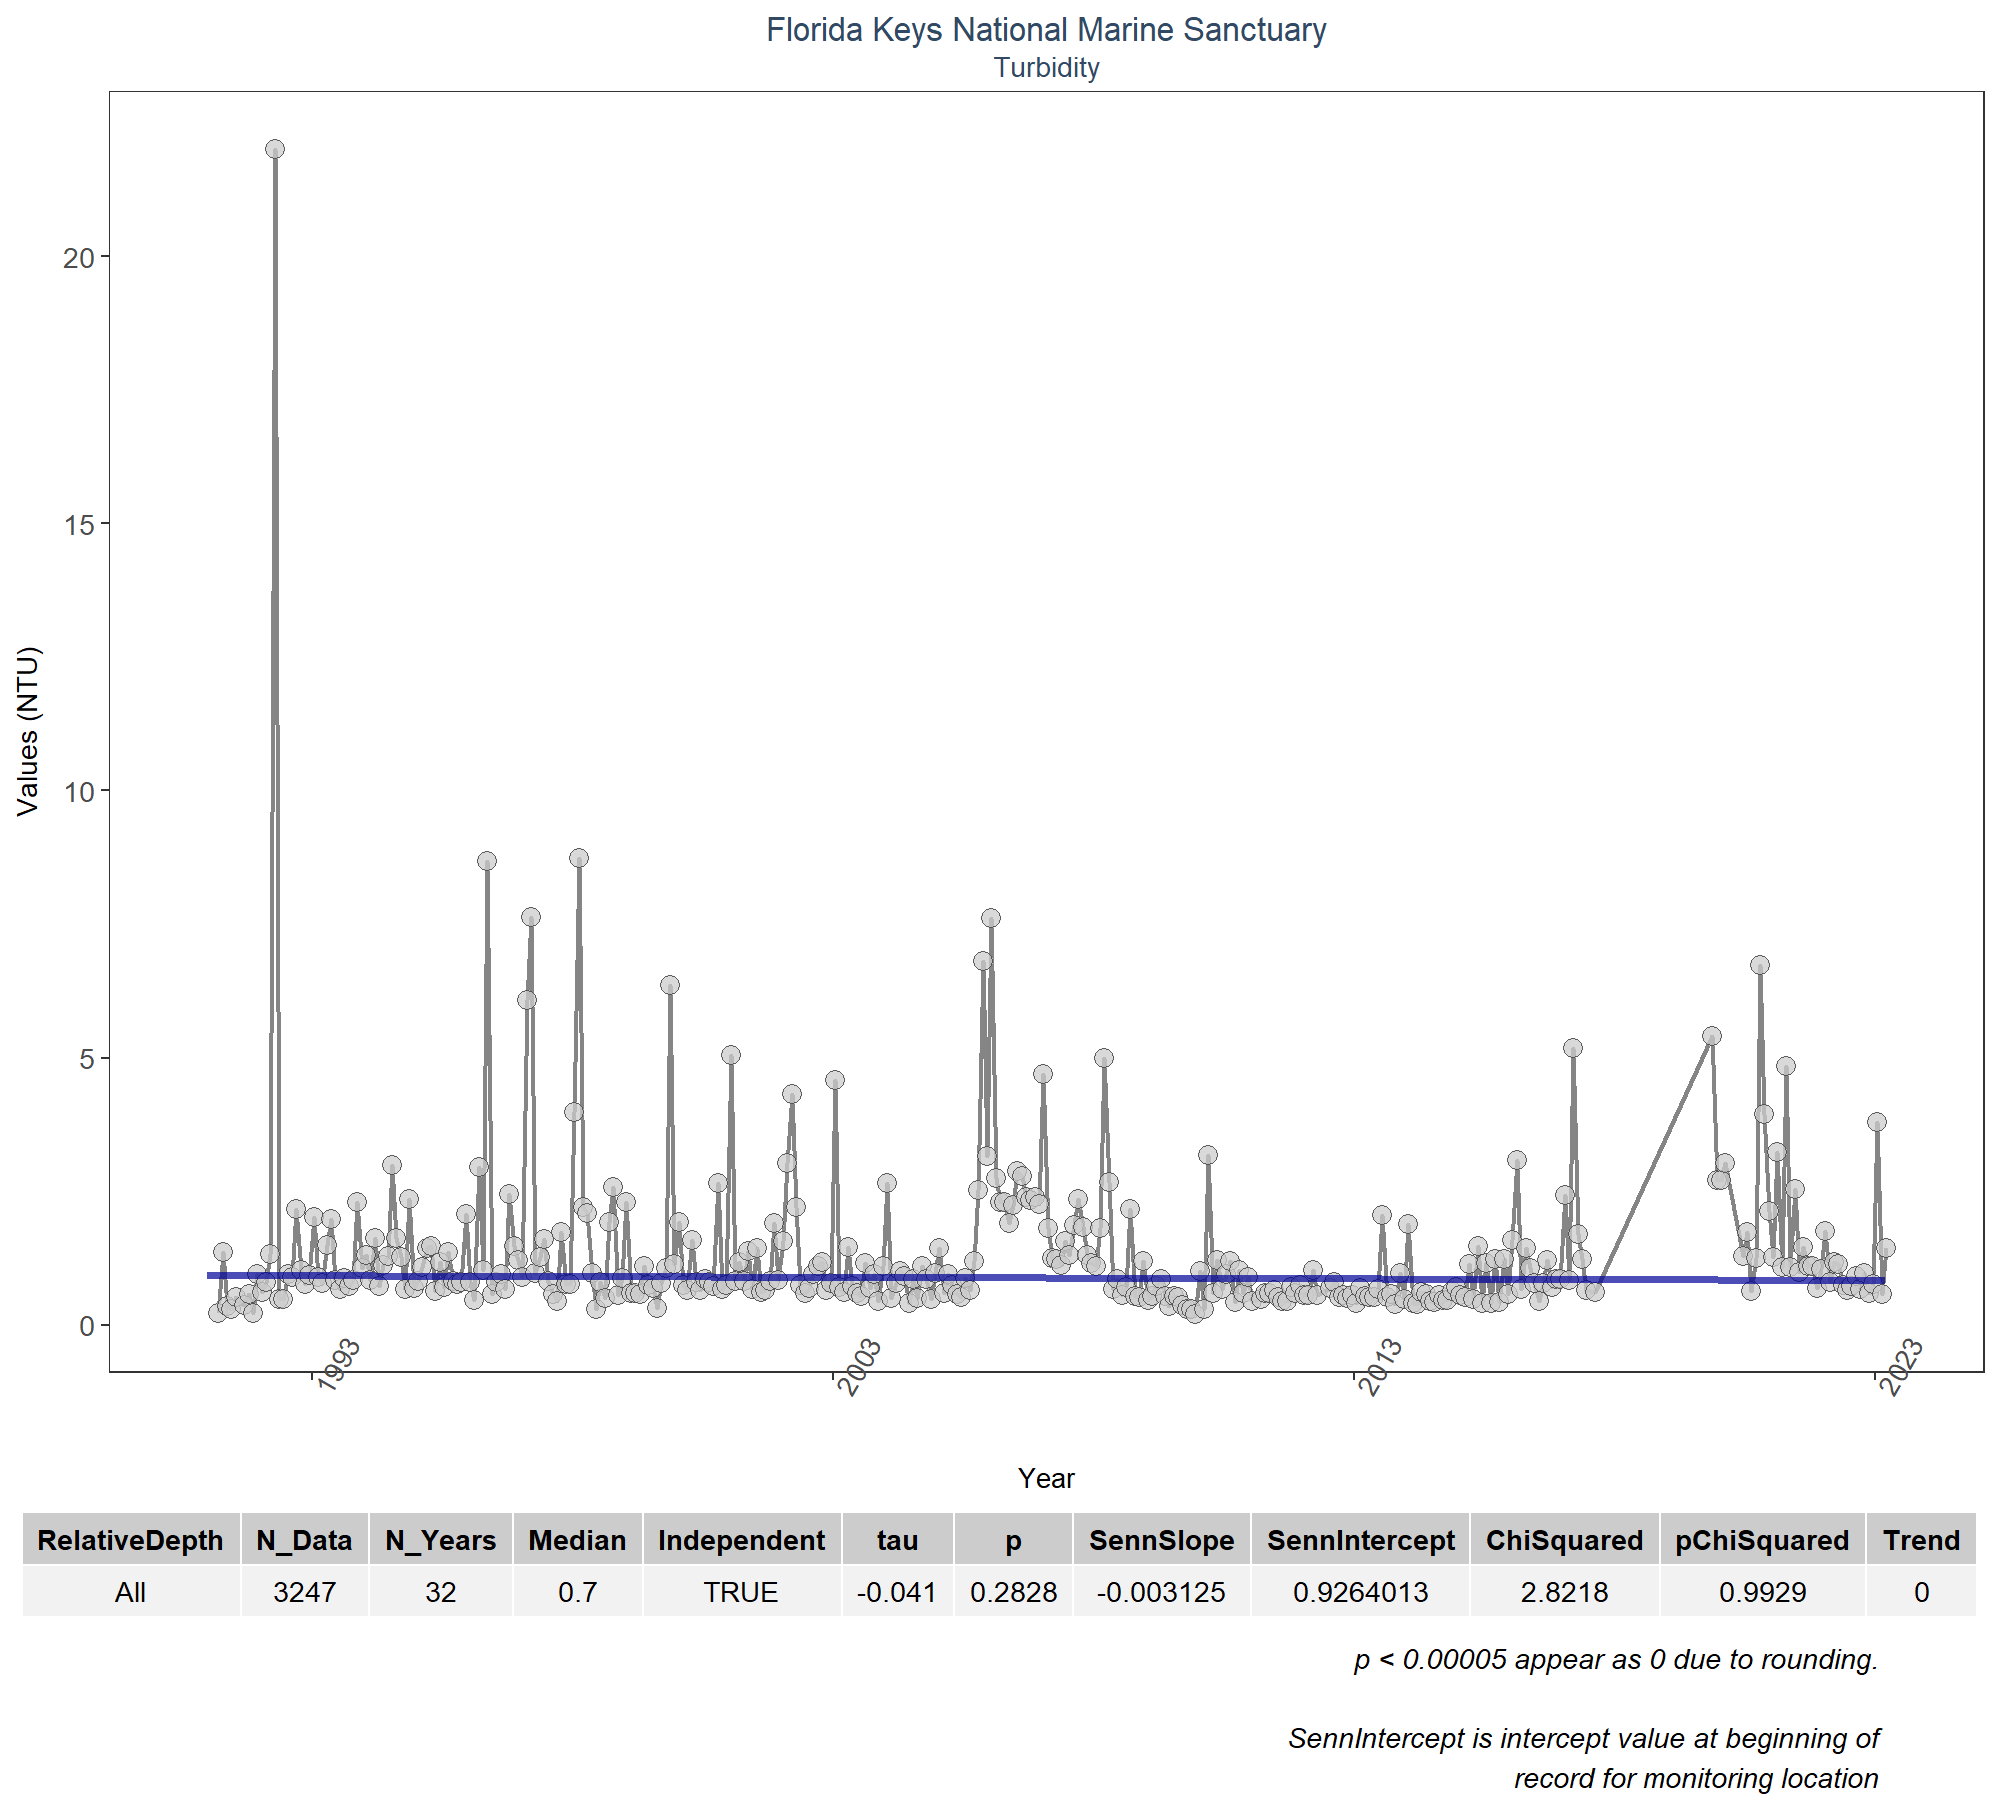 Florida Keys National Marine Sanctuary
Turbidity
Values (NTU)
20
15
10
5
0
1993
2003
2013
2023
Year
RelativeDepth N_Data N_Years Median Independent tau p SennSlope SennIntercept ChiSquared pChiSquared Trend
All 3247 32 0.7 TRUE -0.041 0.2828 -0.003125 0.9264013 2.8218 0.9929 0
p < 0.00005 appear as 0 due to rounding.
SennIntercept is intercept value at beginning of
record for monitoring location